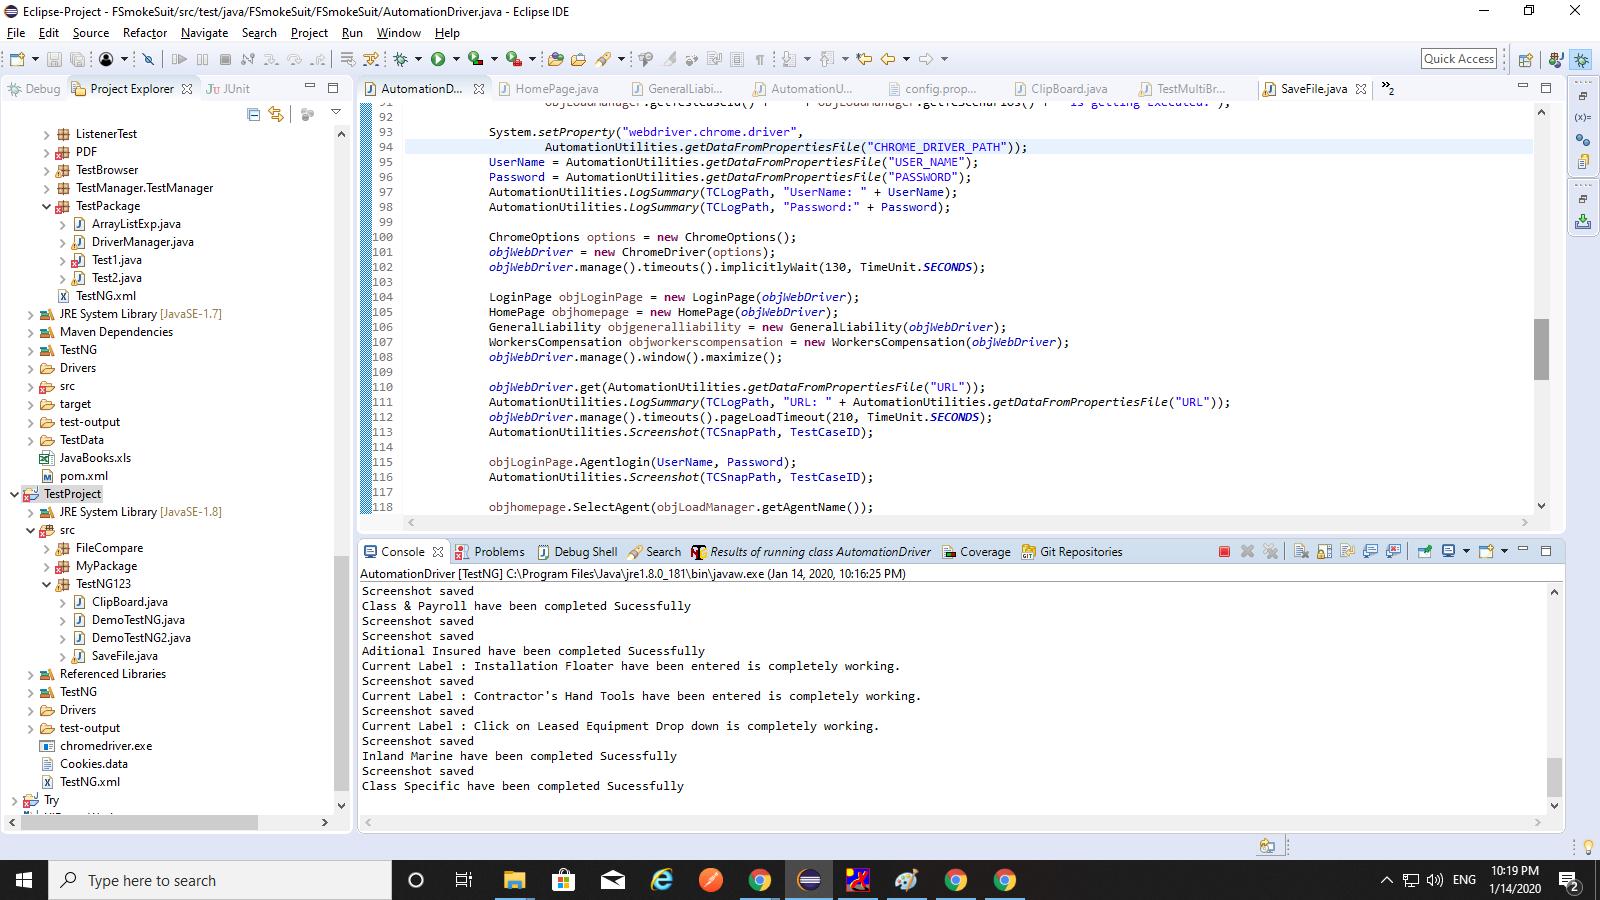 Eclipse-Project - FSmokeSuit/src/test/java/FSmokeSuit/FSmokeSuit/AutomationDriver.java - Eclipse IDE
File Edit Source Refactor Navigate Search Project Run Window Help
Quick Access
Debug Project Explorer JUnit
AutomationD... HomePage.java GeneralLiabi... AutomationU... config.prop... ClipBoard.java TestMultiBr... SaveFile.java »2
ListenerTest
PDF
TestBrowser
TestManager.TestManager
TestPackage
ArrayListExp.java
DriverManager.java
Test1.java
Test2.java
TestNG.xml
JRE System Library [JavaSE-1.7]
Maven Dependencies
TestNG
Drivers
src
target
test-output
TestData
JavaBooks.xls
pom.xml
TestProject
JRE System Library [JavaSE-1.8]
src
FileCompare
MyPackage
TestNG123
ClipBoard.java
DemoTestNG.java
DemoTestNG2.java
SaveFile.java
Referenced Libraries
TestNG
Drivers
test-output
chromedriver.exe
Cookies.data
TestNG.xml
Try
92
93 System.setProperty("webdriver.chrome.driver",
94 AutomationUtilities.getDataFromPropertiesFile("CHROME_DRIVER_PATH"));
95 UserName = AutomationUtilities.getDataFromPropertiesFile("USER_NAME");
96 Password = AutomationUtilities.getDataFromPropertiesFile("PASSWORD");
97 AutomationUtilities.LogSummary(TCLogPath, "UserName: " + UserName);
98 AutomationUtilities.LogSummary(TCLogPath, "Password:" + Password);
99
100 ChromeOptions options = new ChromeOptions();
101 objWebDriver = new ChromeDriver(options);
102 objWebDriver.manage().timeouts().implicitlyWait(130, TimeUnit.SECONDS);
103
104 LoginPage objLoginPage = new LoginPage(objWebDriver);
105 HomePage objhomepage = new HomePage(objWebDriver);
106 GeneralLiability objgeneralliability = new GeneralLiability(objWebDriver);
107 WorkersCompensation objworkerscompensation = new WorkersCompensation(objWebDriver);
108 objWebDriver.manage().window().maximize();
109
110 objWebDriver.get(AutomationUtilities.getDataFromPropertiesFile("URL"));
111 AutomationUtilities.LogSummary(TCLogPath, "URL: " + AutomationUtilities.getDataFromPropertiesFile("URL"));
112 objWebDriver.manage().timeouts().pageLoadTimeout(210, TimeUnit.SECONDS);
113 AutomationUtilities.Screenshot(TCSnapPath, TestCaseID);
114
115 objLoginPage.Agentlogin(UserName, Password);
116 AutomationUtilities.Screenshot(TCSnapPath, TestCaseID);
117
118 objhomepage.SelectAgent(objLoadManager.getAgentName());
Console Problems Debug Shell Search Results of running class AutomationDriver Coverage Git Repositories
AutomationDriver [TestNG] C:\Program Files\Java\jre1.8.0_181\bin\javaw.exe (Jan 14, 2020, 10:16:25 PM)
Screenshot saved
Class & Payroll have been completed Sucessfully
Screenshot saved
Screenshot saved
Aditional Insured have been completed Sucessfully
Current Label : Installation Floater have been entered is completely working.
Screenshot saved
Current Label : Contractor's Hand Tools have been entered is completely working.
Screenshot saved
Current Label : Click on Leased Equipment Drop down is completely working.
Screenshot saved
Inland Marine have been completed Sucessfully
Screenshot saved
Class Specific have been completed Sucessfully
Type here to search
ENG
10:19 PM
1/14/2020
2